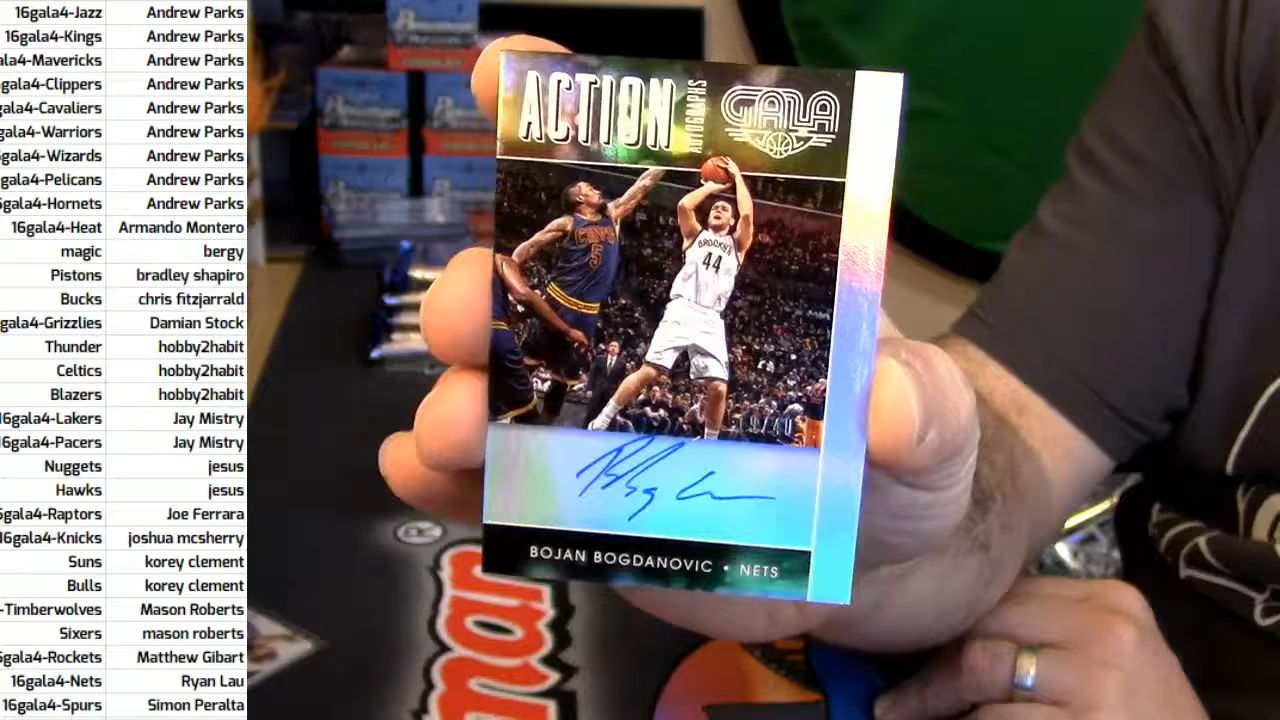 16gala4-Jazz Andrew Parks
16gala4-Kings Andrew Parks
ala4-Mavericks Andrew Parks
gala4-Clippers Andrew Parks
gala4-Cavaliers Andrew Parks
gala4-Warriors Andrew Parks
gala4-Wizards Andrew Parks
gala4-Pelicans Andrew Parks
gala4-Hornets Andrew Parks
16gala4-Heat Armando Montero
magic bergy
Pistons bradley shapiro
Bucks chris fitzjarrald
gala4-Grizzlies Damian Stock
Thunder hobby2habit
Celtics hobby2habit
Blazers hobby2habit
16gala4-Lakers Jay Mistry
16gala4-Pacers Jay Mistry
Nuggets jesus
Hawks jesus
gala4-Raptors Joe Ferrara
16gala4-Knicks joshua mcsherry
Suns korey clement
Bulls korey clement
-Timberwolves Mason Roberts
Sixers mason roberts
gala4-Rockets Matthew Gibart
16gala4-Nets Ryan Lau
16gala4-Spurs Simon Peralta
ACTION
AUTOGRAPHS
GALA
CAVS
5
BROOKLYN
44
BOJAN BOGDANOVIC • NETS
®
mar